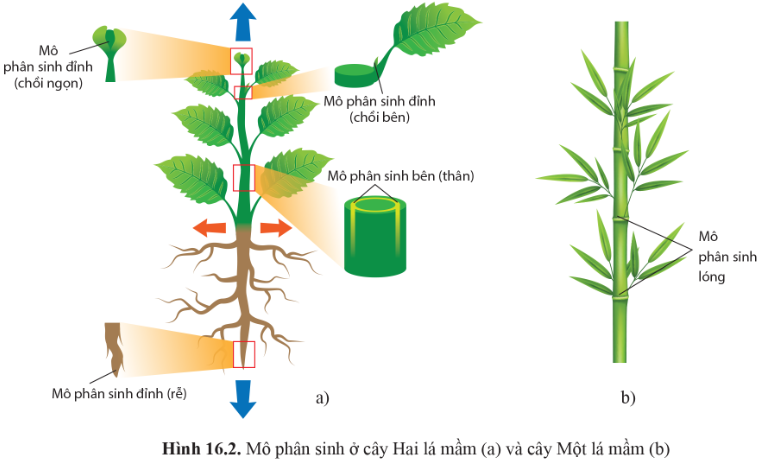 Mô
phân sinh đỉnh
(chồi ngọn)
Mô phân sinh đỉnh
(chồi bên)
Mô phân sinh bên (thân)
Mô phân sinh đỉnh (rễ)
a)
Mô
phân sinh
lóng
b)
Hình 16.2. Mô phân sinh ở cây Hai lá mầm (a) và cây Một lá mầm (b)